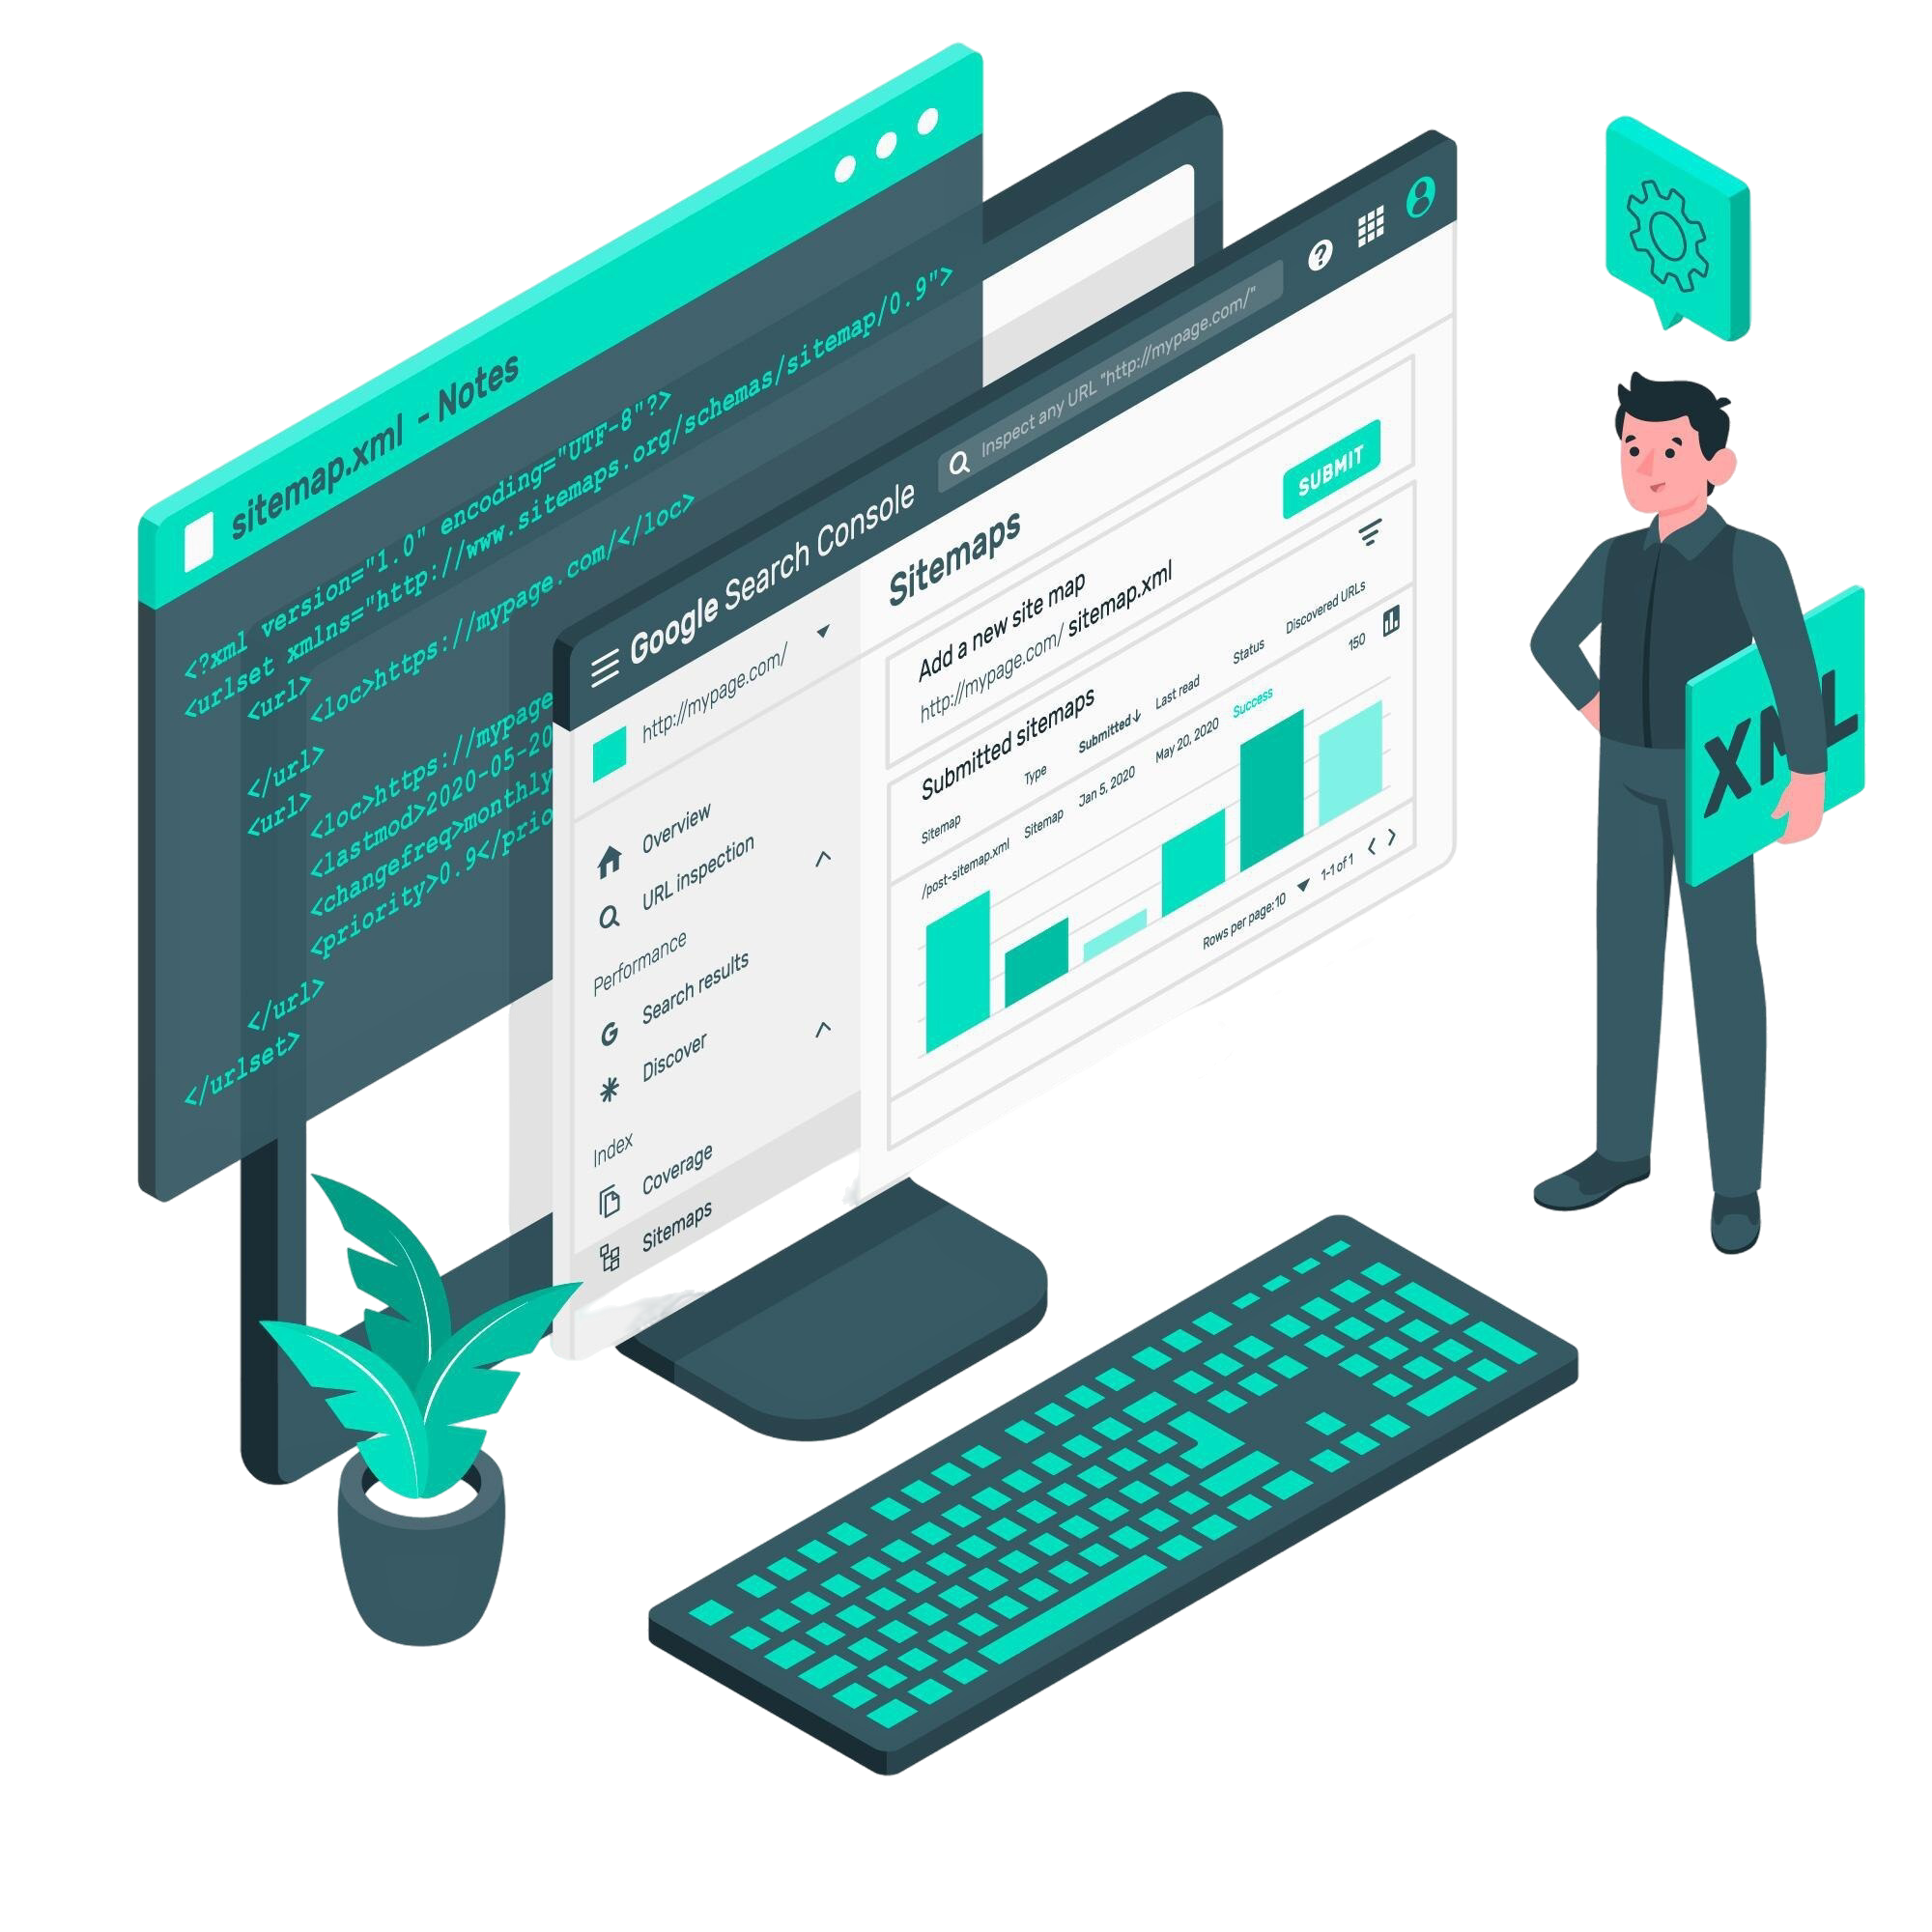 sitemap.xml - Notes
<?xml version="1.0" encoding="UTF-8"?>
<urlset xmlns="http://www.sitemaps.org/schemas/sitemap/0.9">
<url>
<loc>https://mypage.com/</loc>
</url>
<url>
<loc>https://mypage
<lastmod>2020-05-20
<changefreq>monthly
<priority>0.9</prio
</url>
</urlset>
Google Search Console
Inspect any URL "http://mypage.com/"
http://mypage.com/
Overview
URL inspection
Performance
G Search results
Discover
Index
Coverage
Sitemaps
Sitemaps
Add a new site map
http://mypage.com/ sitemap.xml
SUBMIT
Submitted sitemaps
Sitemap Type Submitted↓ Last read Status Discovered URLs
/post-sitemap.xml Sitemap Jan 5, 2020 May 20, 2020 Success 150
Rows per page:10 1-1 of 1 < >
?
XML